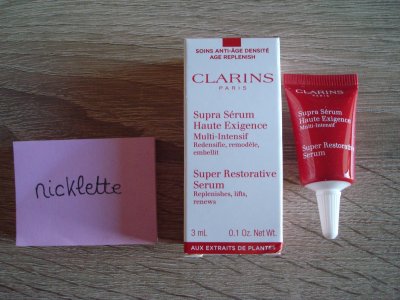 nicklette
SOINS ANTI-ÂGE DENSITÉ
AGE REPLENISH
CLARINS
PARIS
Supra Sérum
Haute Exigence
Multi-Intensif
Redensifie, remodèle,
embellit
Super Restorative
Serum
Replenishes, lifts,
renews
3 mL 0.1 Oz. Net Wt.
AUX EXTRAITS DE PLANTES
CLARINS
PARIS
Supra Sérum
Haute Exigence
Multi-Intensif
Super Restorative
Serum